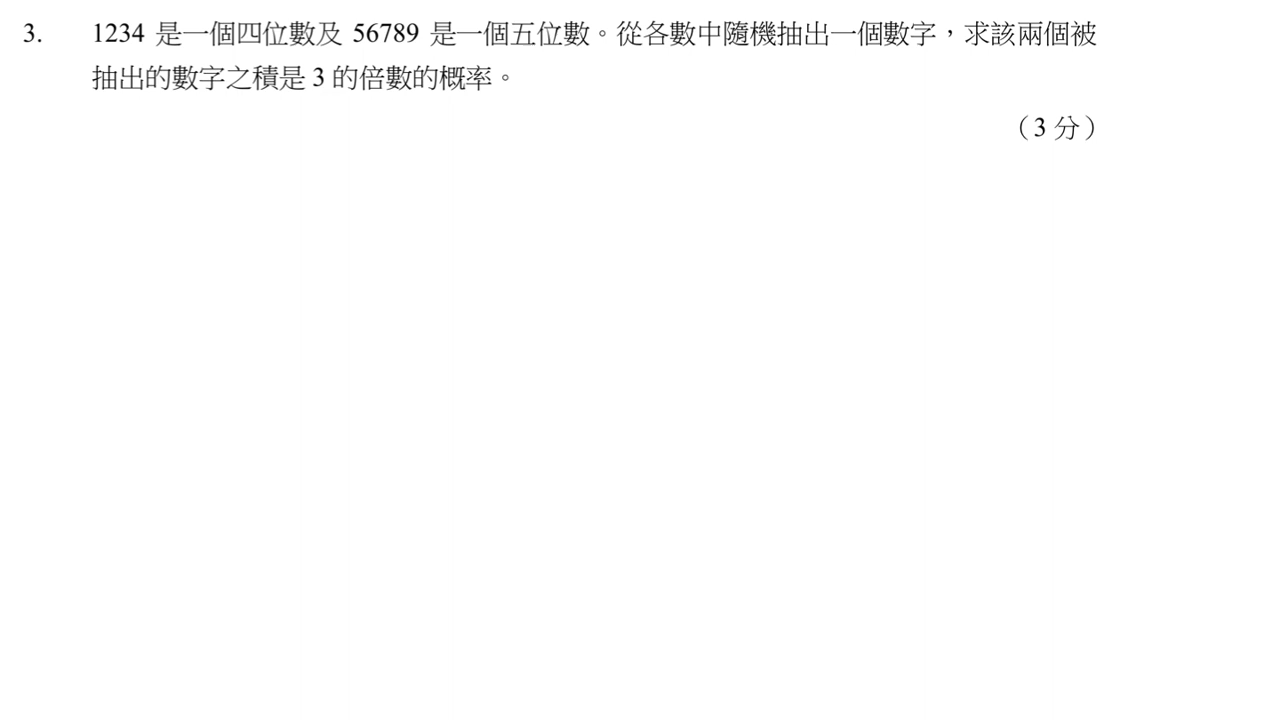 3. 1234 是一個四位數及 56789 是一個五位數。從各數中隨機抽出一個數字，求該兩個被
抽出的數字之積是 3 的倍數的概率。
（3 分）